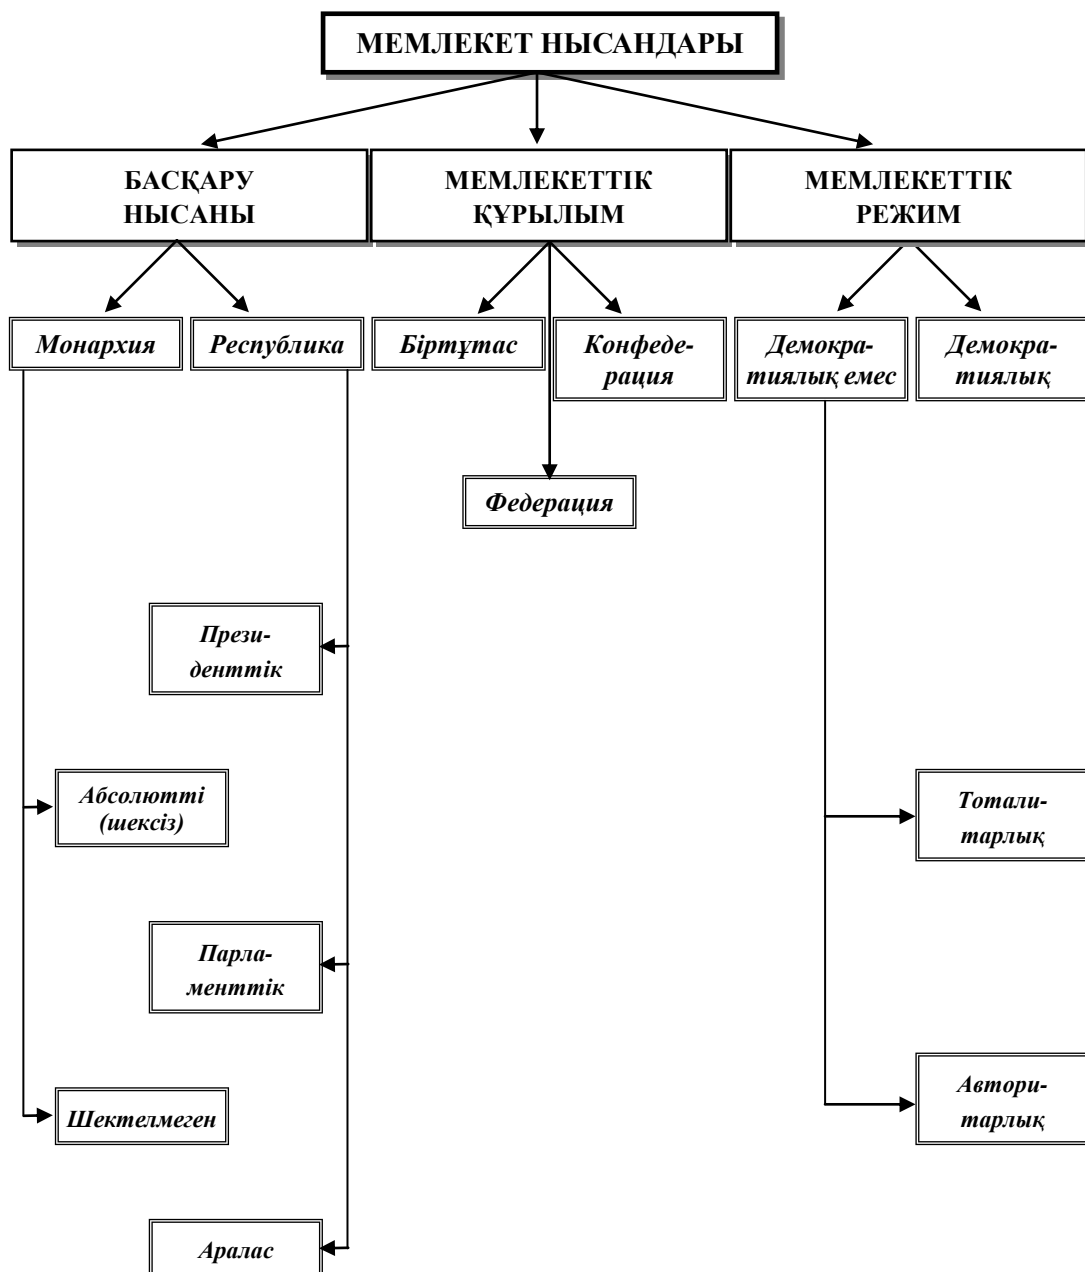 МЕМЛЕКЕТ НЫСАНДАРЫ
БАСҚАРУ
НЫСАНЫ
МЕМЛЕКЕТТІК
ҚҰРЫЛЫМ
МЕМЛЕКЕТТІК
РЕЖИМ
Монархия
Республика
Біртұтас
Конфеде-
рация
Демокра-
тиялық емес
Демокра-
тиялық
Федерация
Прези-
денттік
Абсолютті
(шексіз)
Тотали-
тарлық
Парла-
менттік
Шектелмеген
Автори-
тарлық
Аралас